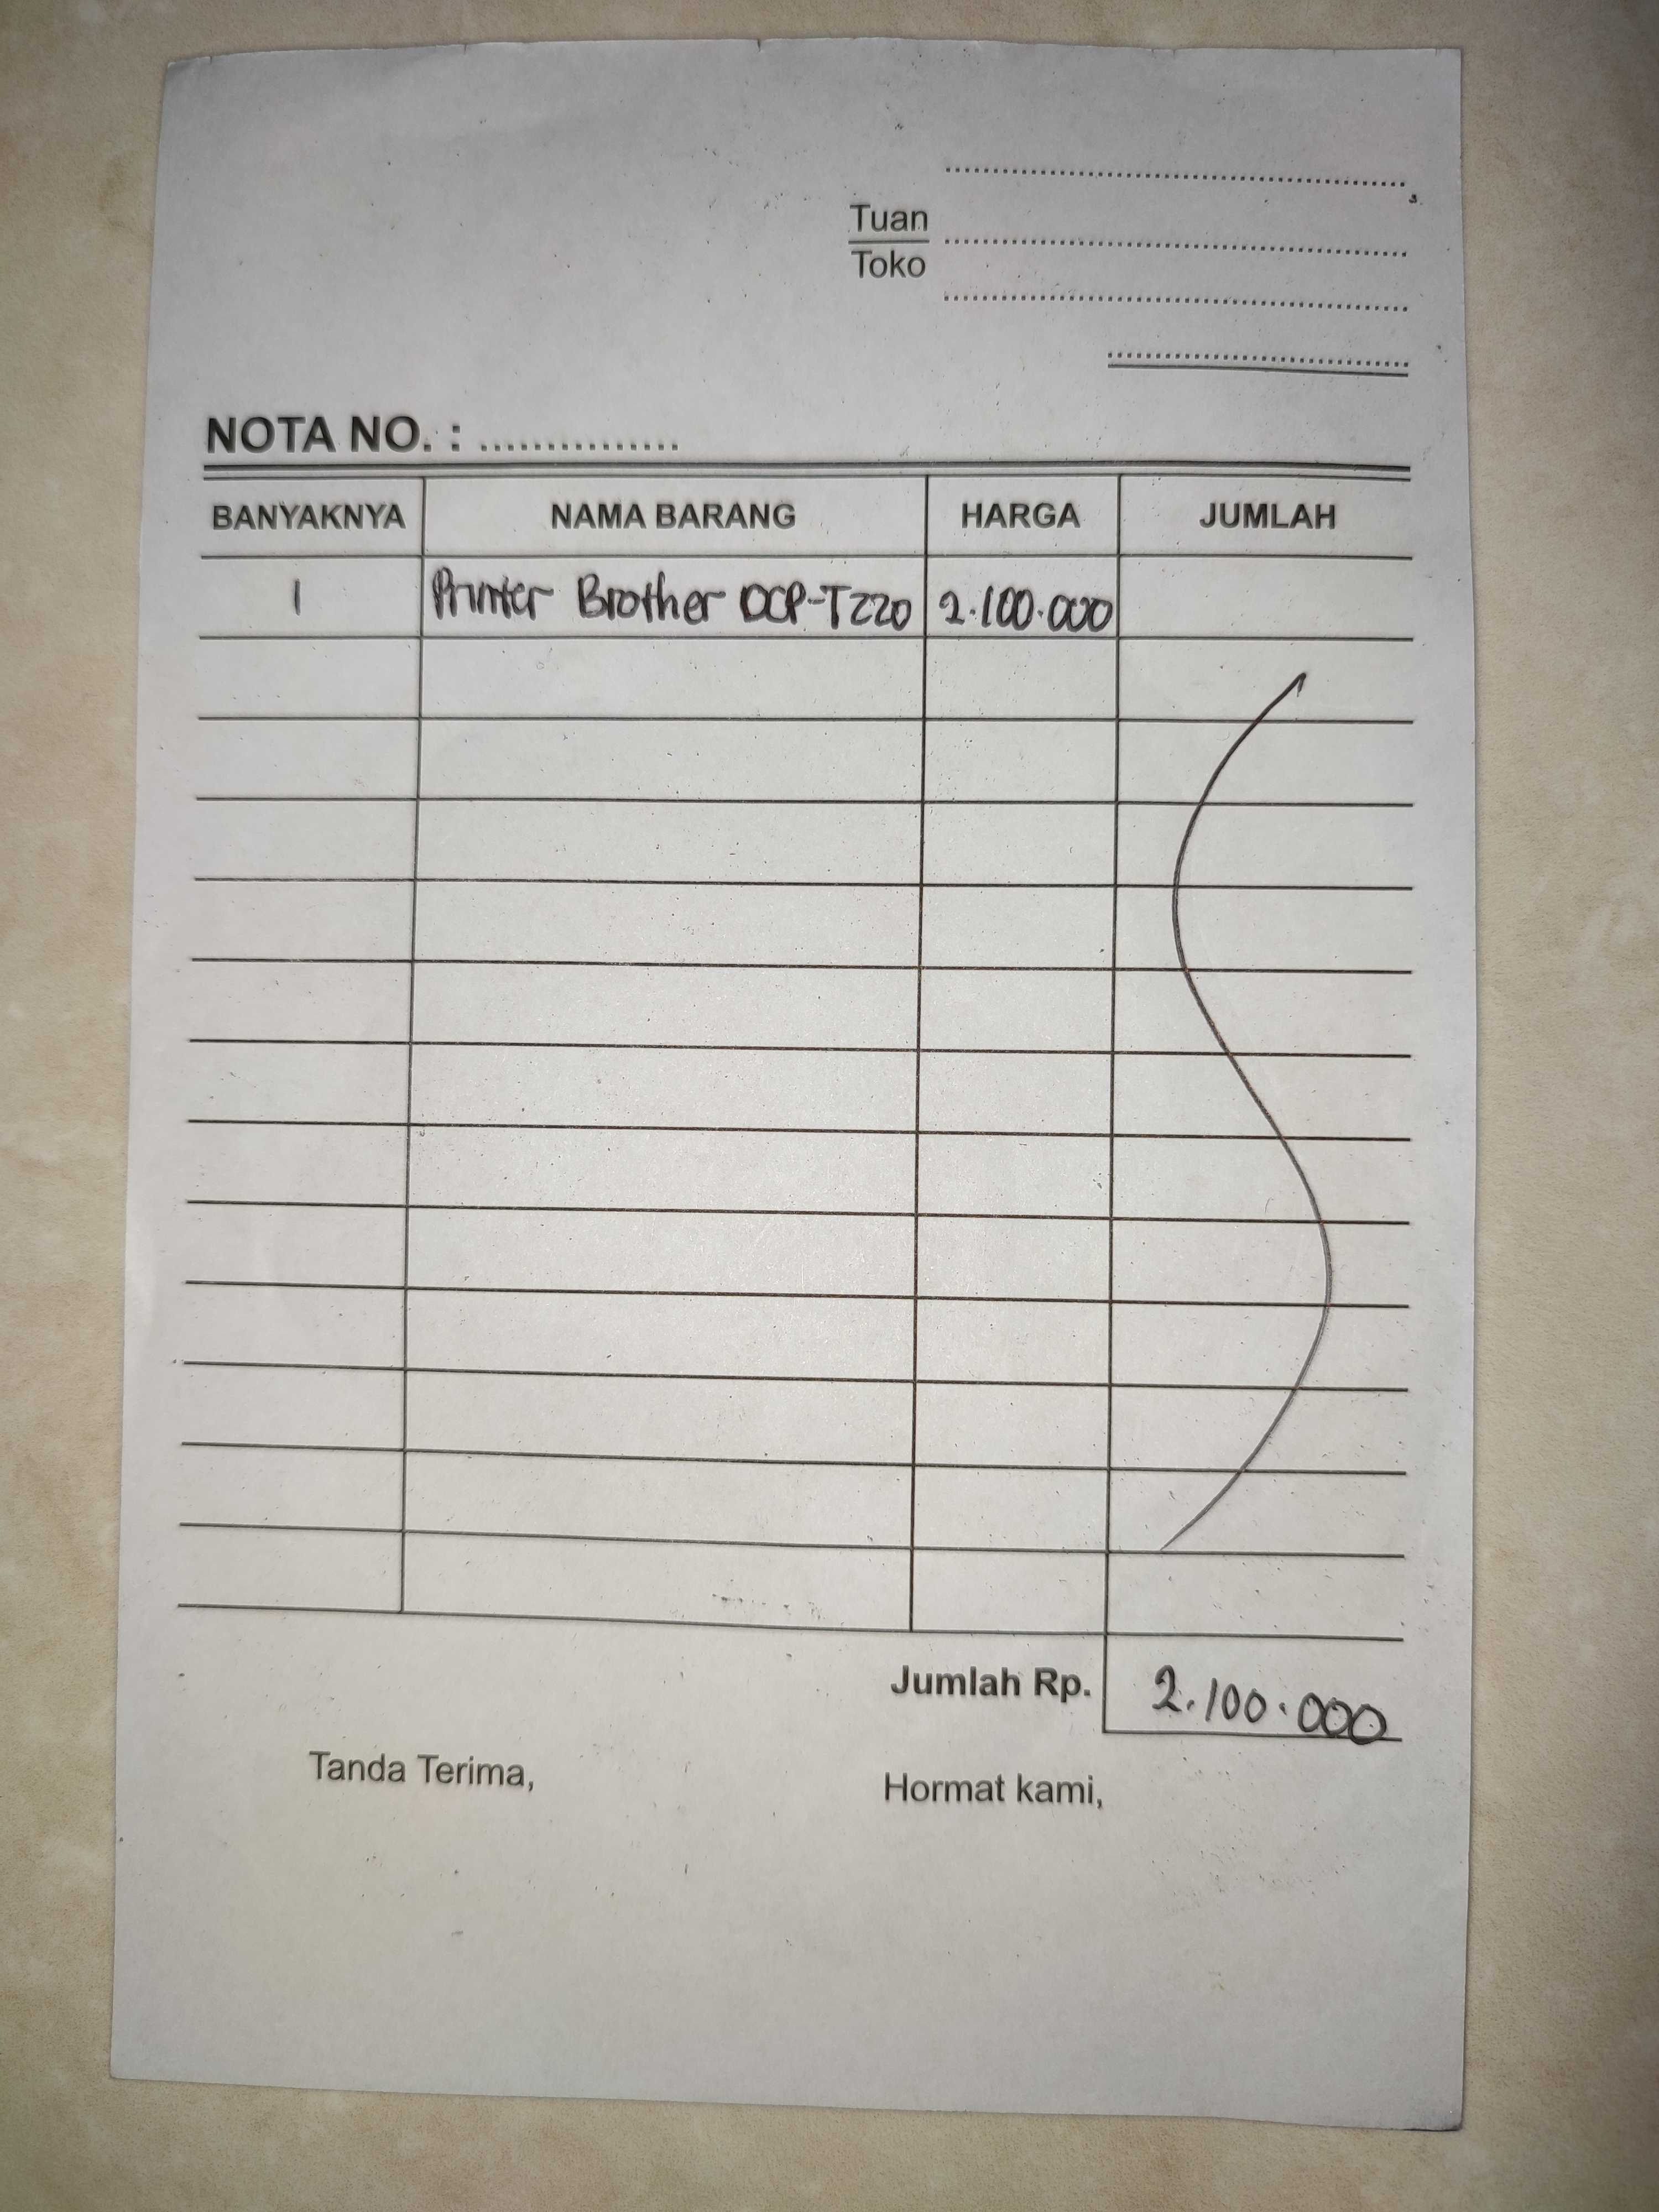 Tuan
Toko
NOTA NO. : ...............
BANYAKNYA NAMA BARANG HARGA JUMLAH
1 Printer Brother DCP-T220 2.100.000
Jumlah Rp. 2.100.000
Tanda Terima, Hormat kami,